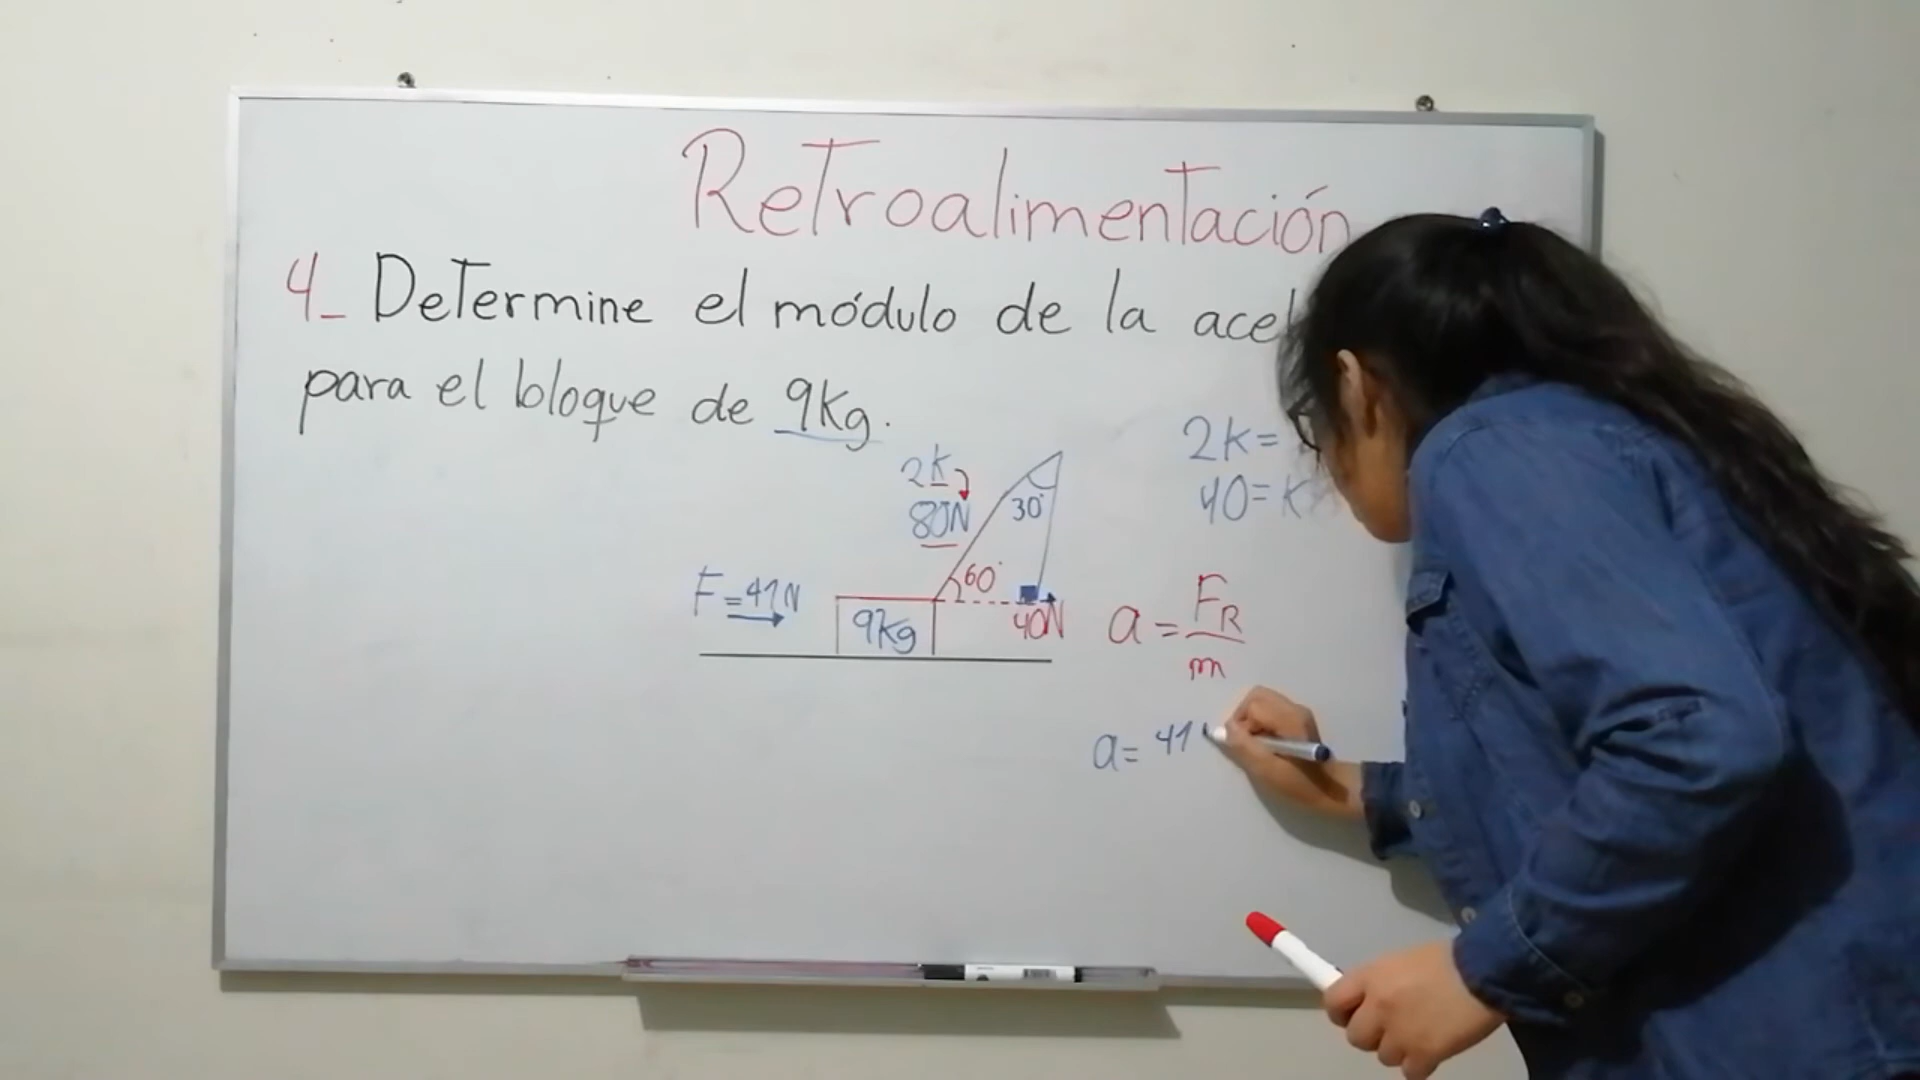 Retroalimentación
4_ Determine el módulo de la
para el bloque de 9Kg.
2K
80N
30°
60°
40N
F=41N
9Kg
2K=
40=K
a=FR/m
a= 41